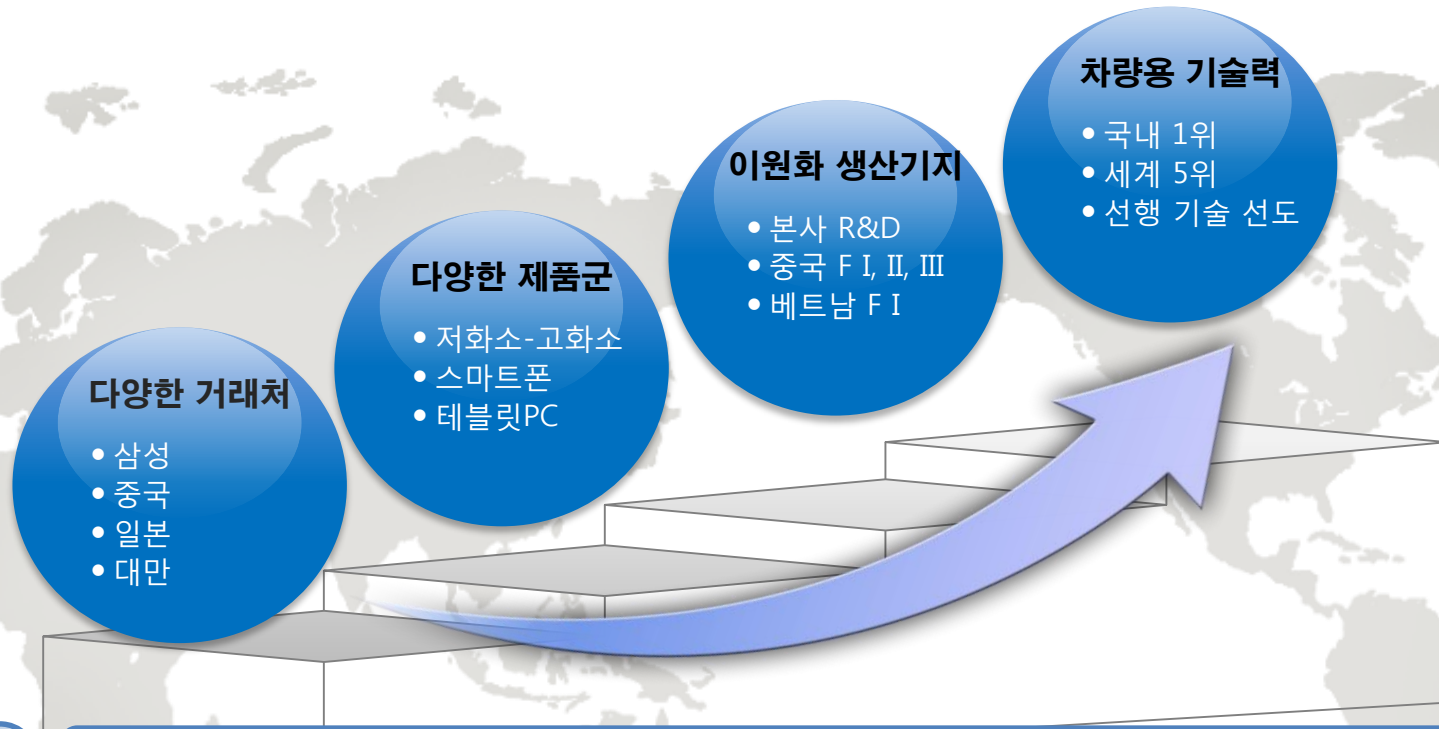 다양한 거래처
• 삼성
• 중국
• 일본
• 대만
다양한 제품군
• 저화소-고화소
• 스마트폰
• 테블릿PC
이원화 생산기지
• 본사 R&D
• 중국 F I, II, III
• 베트남 F I
차량용 기술력
• 국내 1위
• 세계 5위
• 선행 기술 선도